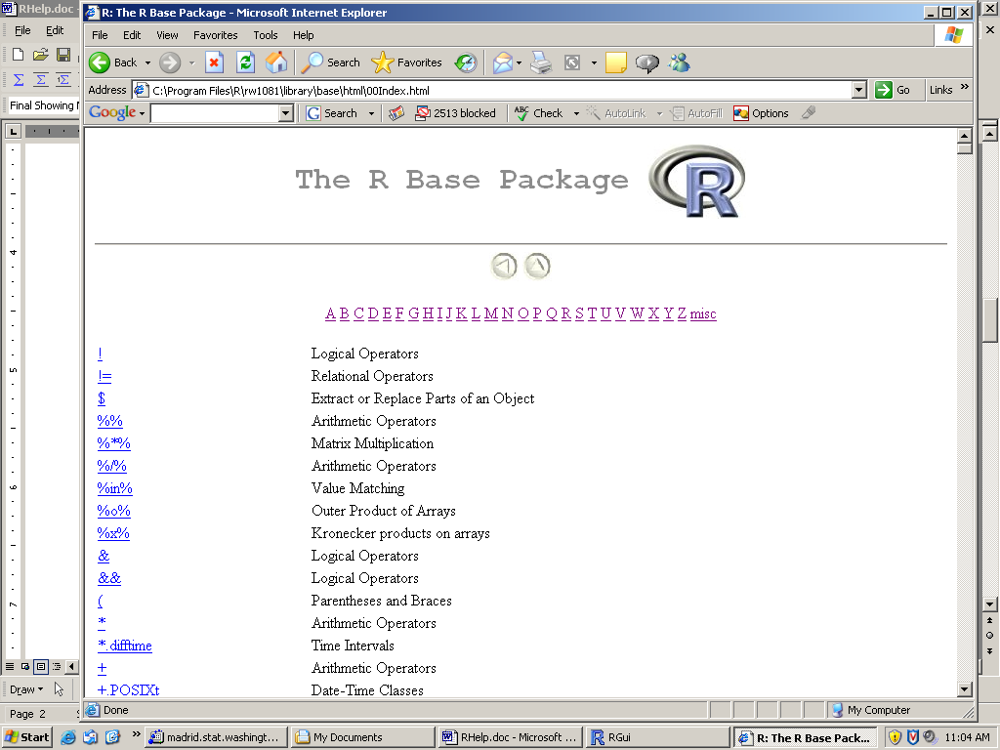 RHelp.doc -
R: The R Base Package - Microsoft Internet Explorer
File Edit
File Edit View Favorites Tools Help
Back Search Favorites
Address C:\Program Files\R\rw1081\library\base\html\00Index.html Go Links »
Final Showing
Google Search 2513 blocked ABC Check AutoLink AutoFill Options
L
The R Base Package R
A B C D E F G H I J K L M N O P Q R S T U V W X Y Z misc
! Logical Operators
!= Relational Operators
$ Extract or Replace Parts of an Object
%% Arithmetic Operators
%*% Matrix Multiplication
%/% Arithmetic Operators
%in% Value Matching
%o% Outer Product of Arrays
%x% Kronecker products on arrays
& Logical Operators
&& Logical Operators
( Parentheses and Braces
* Arithmetic Operators
*.difftime Time Intervals
+ Arithmetic Operators
+.POSIXt Date-Time Classes
4
5
6
7
Draw
Page 2
Done My Computer
Start » madrid.stat.washingt... My Documents RHelp.doc - Microsoft ... RGui R: The R Base Pack... 11:04 AM